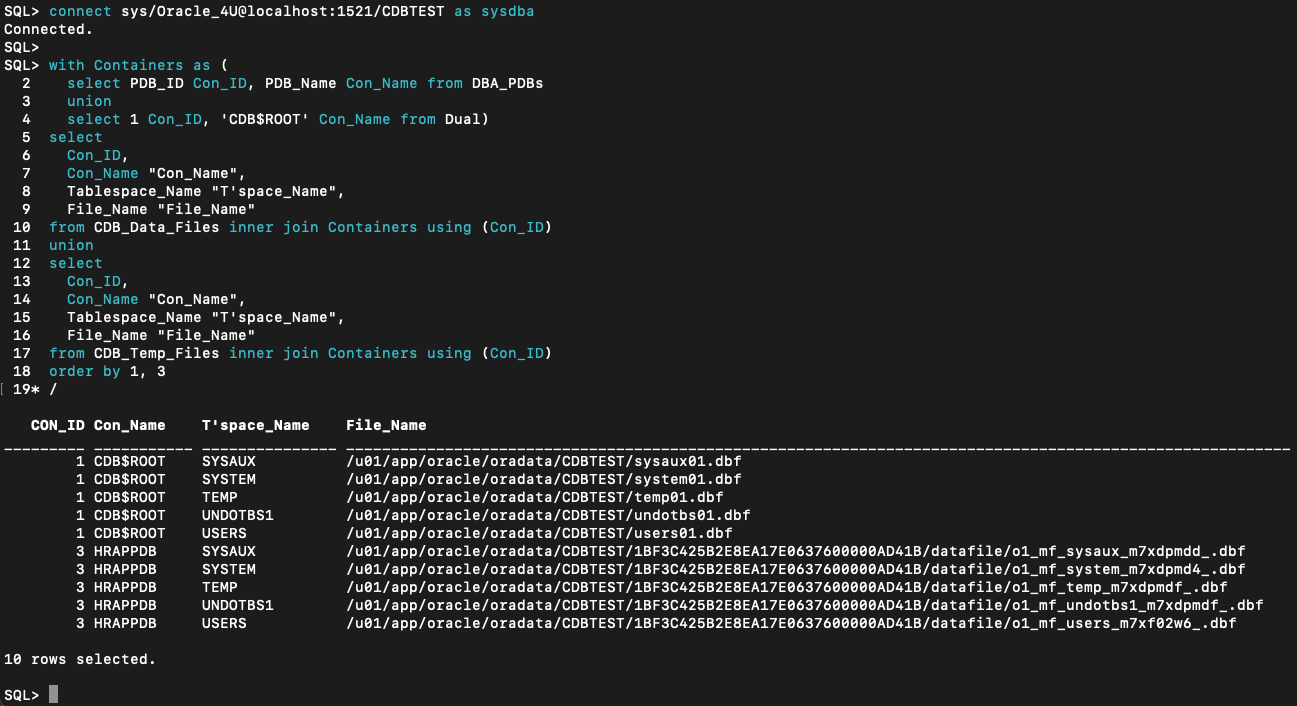 SQL> connect sys/Oracle_4U@localhost:1521/CDBTEST as sysdba
Connected.
SQL>
SQL> with Containers as (
  2    select PDB_ID Con_ID, PDB_Name Con_Name from DBA_PDBs
  3    union
  4    select 1 Con_ID, 'CDB$ROOT' Con_Name from Dual)
  5  select
  6    Con_ID,
  7    Con_Name "Con_Name",
  8    Tablespace_Name "T'space_Name",
  9    File_Name "File_Name"
 10  from CDB_Data_Files inner join Containers using (Con_ID)
 11  union
 12  select
 13    Con_ID,
 14    Con_Name "Con_Name",
 15    Tablespace_Name "T'space_Name",
 16    File_Name "File_Name"
 17  from CDB_Temp_Files inner join Containers using (Con_ID)
 18  order by 1, 3
[ 19* /
   CON_ID Con_Name    T'space_Name    File_Name
_________ ___________ _______________ _________________________________________________________________________________________________________
        1 CDB$ROOT    SYSAUX          /u01/app/oracle/oradata/CDBTEST/sysaux01.dbf
        1 CDB$ROOT    SYSTEM          /u01/app/oracle/oradata/CDBTEST/system01.dbf
        1 CDB$ROOT    TEMP            /u01/app/oracle/oradata/CDBTEST/temp01.dbf
        1 CDB$ROOT    UNDOTBS1        /u01/app/oracle/oradata/CDBTEST/undotbs01.dbf
        1 CDB$ROOT    USERS           /u01/app/oracle/oradata/CDBTEST/users01.dbf
        3 HRAPPDB     SYSAUX          /u01/app/oracle/oradata/CDBTEST/1BF3C425B2E8EA17E0637600000AD41B/datafile/o1_mf_sysaux_m7xdpmdd_.dbf
        3 HRAPPDB     SYSTEM          /u01/app/oracle/oradata/CDBTEST/1BF3C425B2E8EA17E0637600000AD41B/datafile/o1_mf_system_m7xdpmd4_.dbf
        3 HRAPPDB     TEMP            /u01/app/oracle/oradata/CDBTEST/1BF3C425B2E8EA17E0637600000AD41B/datafile/o1_mf_temp_m7xdpmdf_.dbf
        3 HRAPPDB     UNDOTBS1        /u01/app/oracle/oradata/CDBTEST/1BF3C425B2E8EA17E0637600000AD41B/datafile/o1_mf_undotbs1_m7xdpmdf_.dbf
        3 HRAPPDB     USERS           /u01/app/oracle/oradata/CDBTEST/1BF3C425B2E8EA17E0637600000AD41B/datafile/o1_mf_users_m7xf02w6_.dbf
10 rows selected.
SQL>